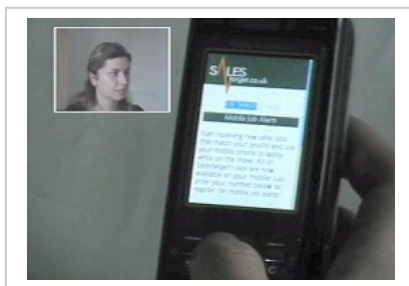 SALES
target.co.uk
Mobile Job Alerts
Start receiving new sales jobs
that match your profile and use
your mobile phone to apply
while on the move. All of
Salestarget's jobs are now
available on your mobile. Just
enter your number below to
register for mobile job alerts!
C